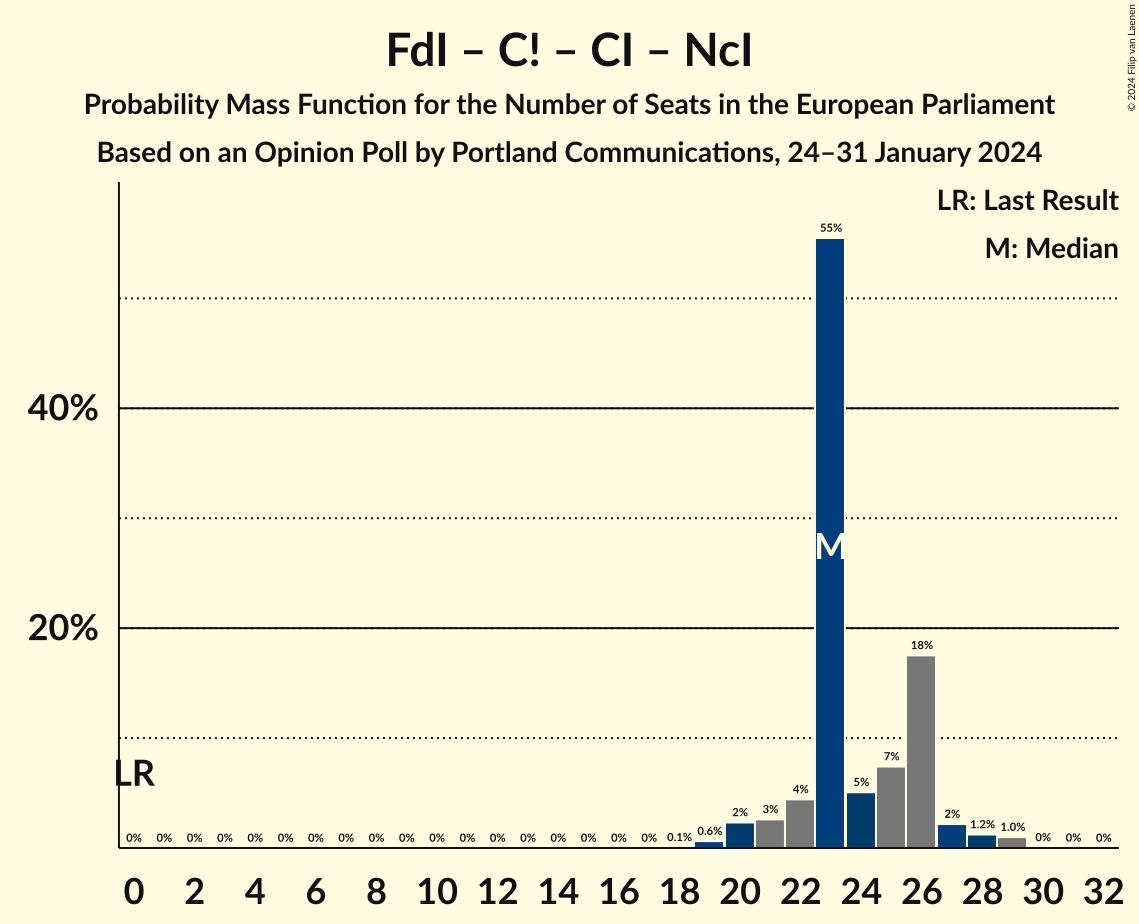 FdI – C! – CI – NcI
Probability Mass Function for the Number of Seats in the European Parliament
Based on an Opinion Poll by Portland Communications, 24–31 January 2024
© 2024 Filip van Laenen
LR: Last Result
M: Median
55%
40%
M
20%
18%
LR
7%
5%
4%
3%
2%
2%
1.2%
1.0%
0% 0% 0% 0% 0% 0% 0% 0% 0% 0% 0% 0% 0% 0% 0% 0% 0% 0% 0.1% 0.6% 0% 0% 0%
0 2 4 6 8 10 12 14 16 18 20 22 24 26 28 30 32